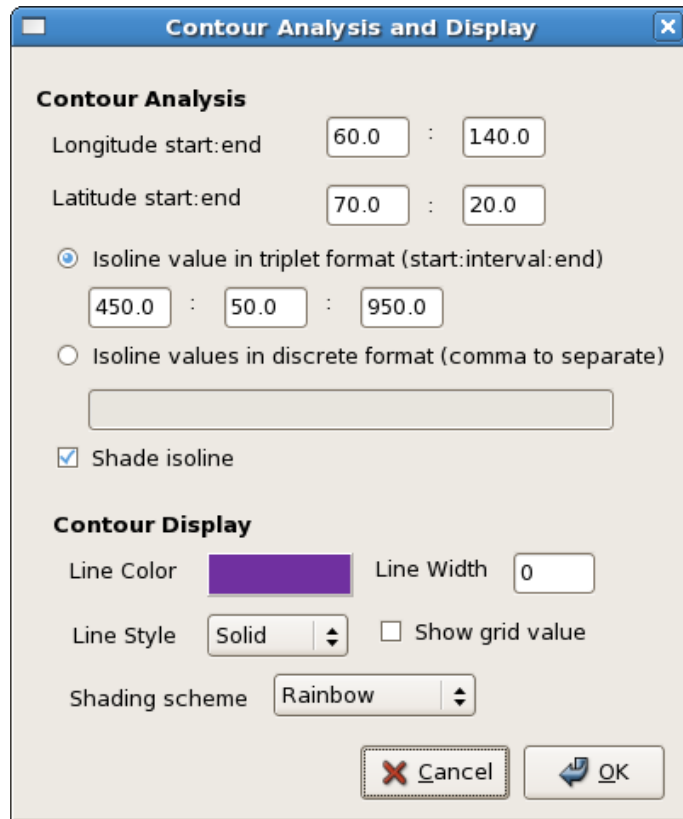 Contour Analysis and Display
Contour Analysis
Longitude start:end 60.0 : 140.0
Latitude start:end 70.0 : 20.0
Isoline value in triplet format (start:interval:end)
450.0 : 50.0 : 950.0
Isoline values in discrete format (comma to separate)
Shade isoline
Contour Display
Line Color Line Width 0
Line Style Solid Show grid value
Shading scheme Rainbow
Cancel OK